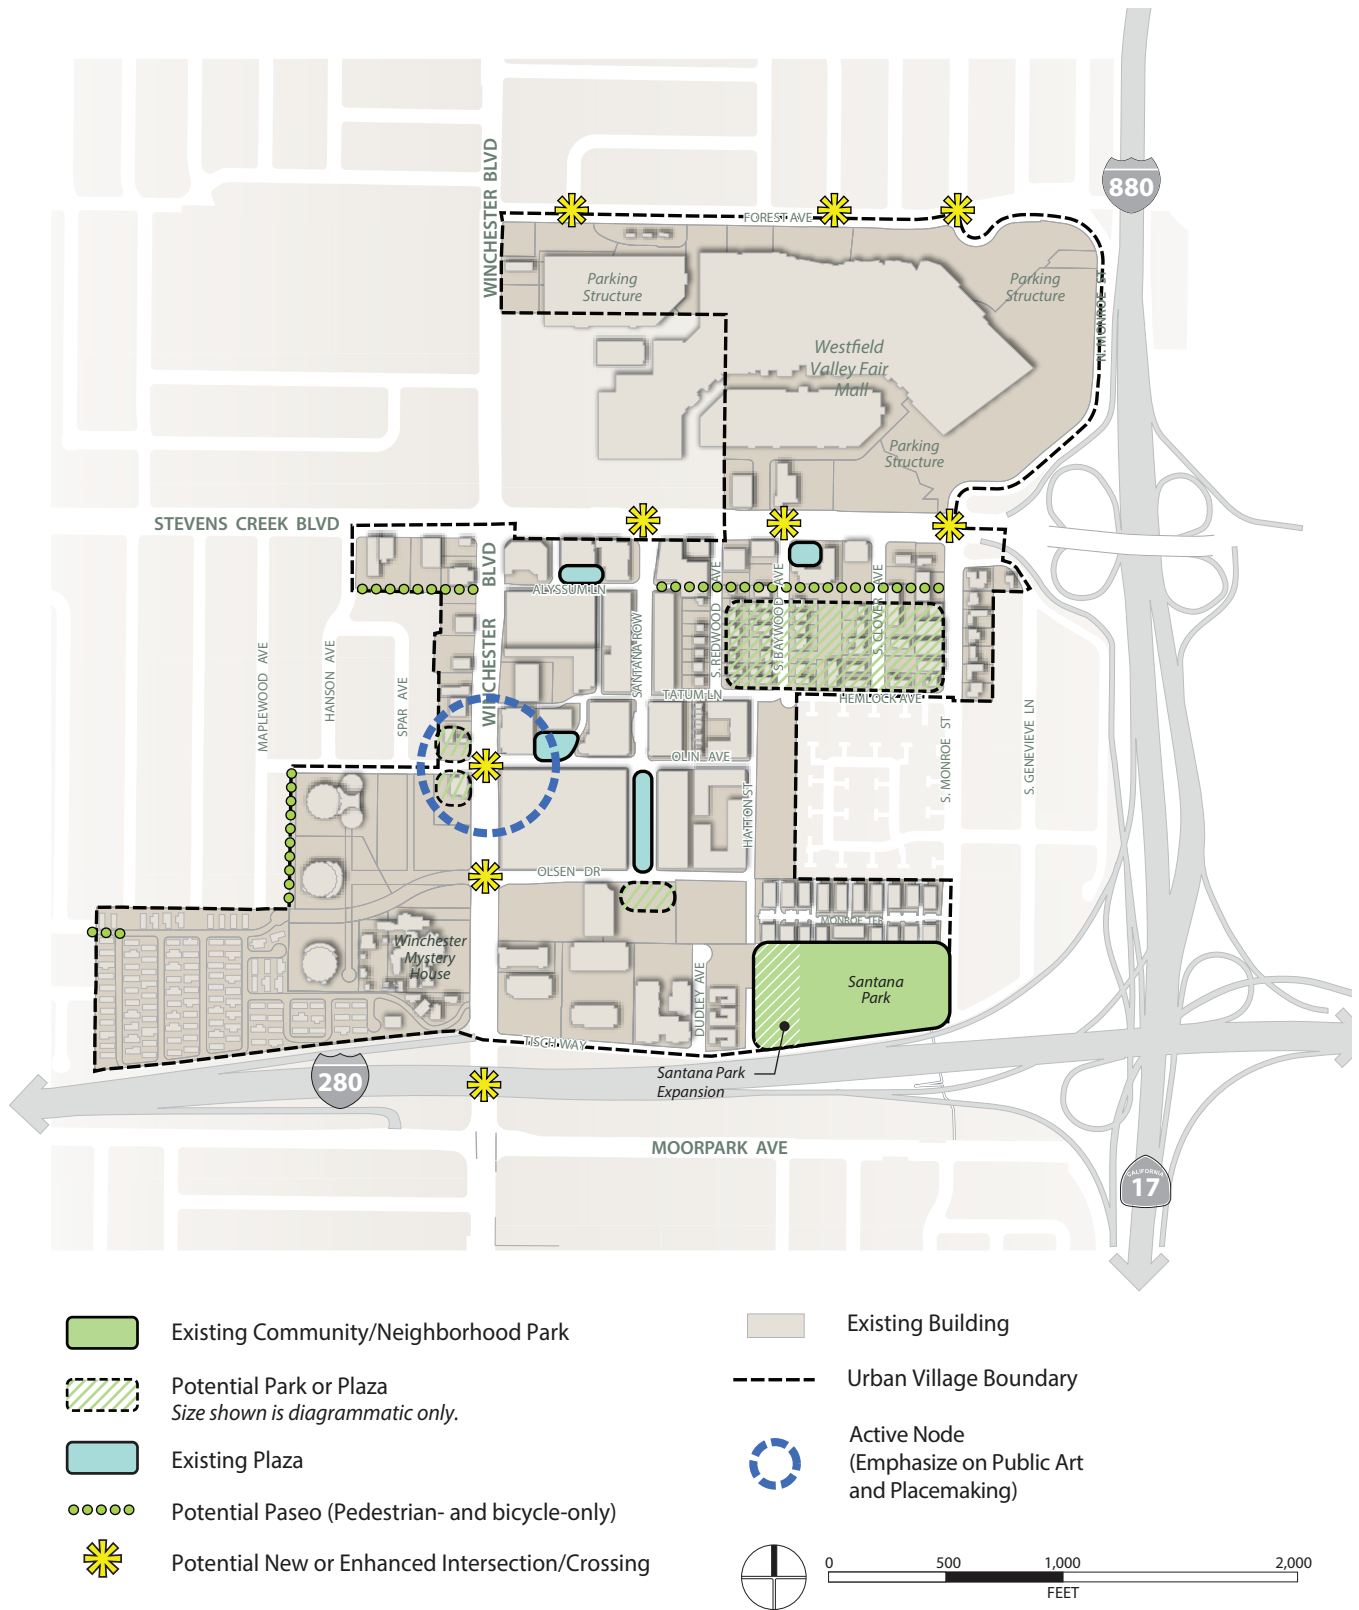 880
WINCHESTER BLVD
FOREST AVE
Parking
Structure
Parking
Structure
N. MONROE ST
Westfield
Valley Fair
Mall
Parking
Structure
STEVENS CREEK BLVD
WINCHESTER BLVD
ALYSSUM LN
SANTANA ROW
S. REDWOOD AVE
S. BAYWOOD AVE
S. CLOVER AVE
MAPLEWOOD AVE
HANSON AVE
SPAR AVE
TATUM LN
HEMLOCK AVE
S. MONROE ST
S. GENEVIEVE LN
OLIN AVE
HATTON ST
OLSEN DR
MONROE TER
Winchester
Mystery
House
DUDLEY AVE
Santana
Park
TISCH WAY
Santana Park
Expansion
280
MOORPARK AVE
CALIFORNIA
17
Existing Community/Neighborhood Park
Potential Park or Plaza
Size shown is diagrammatic only.
Existing Plaza
Potential Paseo (Pedestrian- and bicycle-only)
Potential New or Enhanced Intersection/Crossing
Existing Building
Urban Village Boundary
Active Node
(Emphasize on Public Art
and Placemaking)
0 500 1,000 2,000
FEET